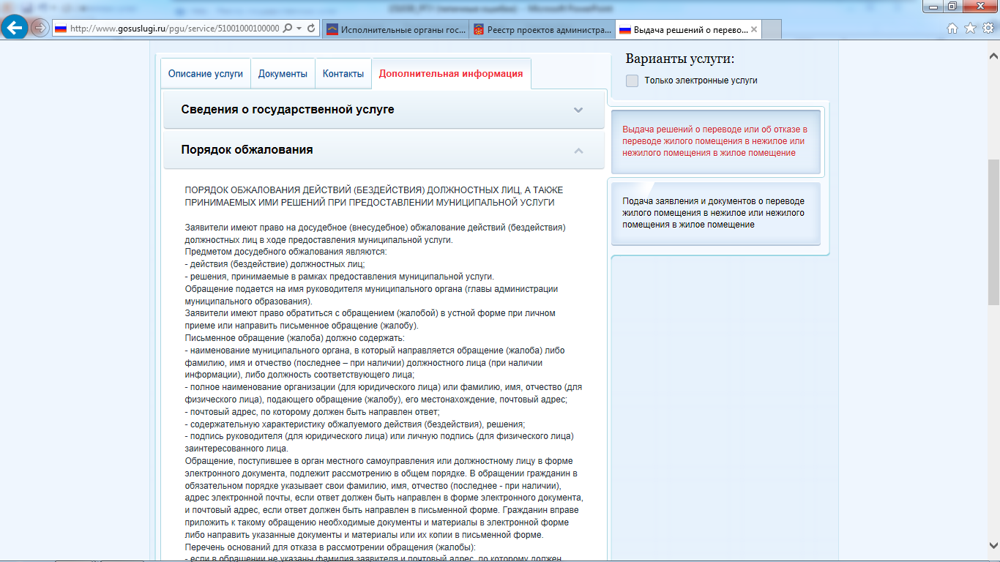 http://www.gosuslugi.ru/pgu/service/51001000100000
Исполнительные органы гос...
Реестр проектов администра...
Выдача решений о перево...
Описание услуги
Документы
Контакты
Дополнительная информация
Сведения о государственной услуге
Порядок обжалования
ПОРЯДОК ОБЖАЛОВАНИЯ ДЕЙСТВИЙ (БЕЗДЕЙСТВИЯ) ДОЛЖНОСТНЫХ ЛИЦ, А ТАКЖЕ
ПРИНИМАЕМЫХ ИМИ РЕШЕНИЙ ПРИ ПРЕДОСТАВЛЕНИИ МУНИЦИПАЛЬНОЙ УСЛУГИ
Заявители имеют право на досудебное (внесудебное) обжалование действий (бездействия)
должностных лиц в ходе предоставления муниципальной услуги.
Предметом досудебного обжалования являются:
- действия (бездействие) должностных лиц;
- решения, принимаемые в рамках предоставления муниципальной услуги.
Обращение подается на имя руководителя муниципального органа (главы администрации
муниципального образования).
Заявители имеют право обратиться с обращением (жалобой) в устной форме при личном
приеме или направить письменное обращение (жалобу).
Письменное обращение (жалоба) должно содержать:
- наименование муниципального органа, в который направляется обращение (жалоба) либо
фамилию, имя и отчество (последнее – при наличии) должностного лица (при наличии
информации), либо должность соответствующего лица;
- полное наименование организации (для юридического лица) или фамилию, имя, отчество (для
физического лица), подающего обращение (жалобу), его местонахождение, почтовый адрес;
- почтовый адрес, по которому должен быть направлен ответ;
- содержательную характеристику обжалуемого действия (бездействия), решения;
- подпись руководителя (для юридического лица) или личную подпись (для физического лица)
заинтересованного лица.
Обращение, поступившее в орган местного самоуправления или должностному лицу в форме
электронного документа, подлежит рассмотрению в общем порядке. В обращении гражданин в
обязательном порядке указывает свои фамилию, имя, отчество (последнее - при наличии),
адрес электронной почты, если ответ должен быть направлен в форме электронного документа,
и почтовый адрес, если ответ должен быть направлен в письменной форме. Гражданин вправе
приложить к такому обращению необходимые документы и материалы в электронной форме
либо направить указанные документы и материалы или их копии в письменной форме.
Перечень оснований для отказа в рассмотрении обращения (жалобы):
- если в обращении не указаны фамилия заявителя и почтовый адрес, по которому должен
Варианты услуги:
Только электронные услуги
Выдача решений о переводе или об отказе в
переводе жилого помещения в нежилое или
нежилого помещения в жилое помещение
Подача заявления и документов о переводе
жилого помещения в нежилое или нежилого
помещения в жилое помещение